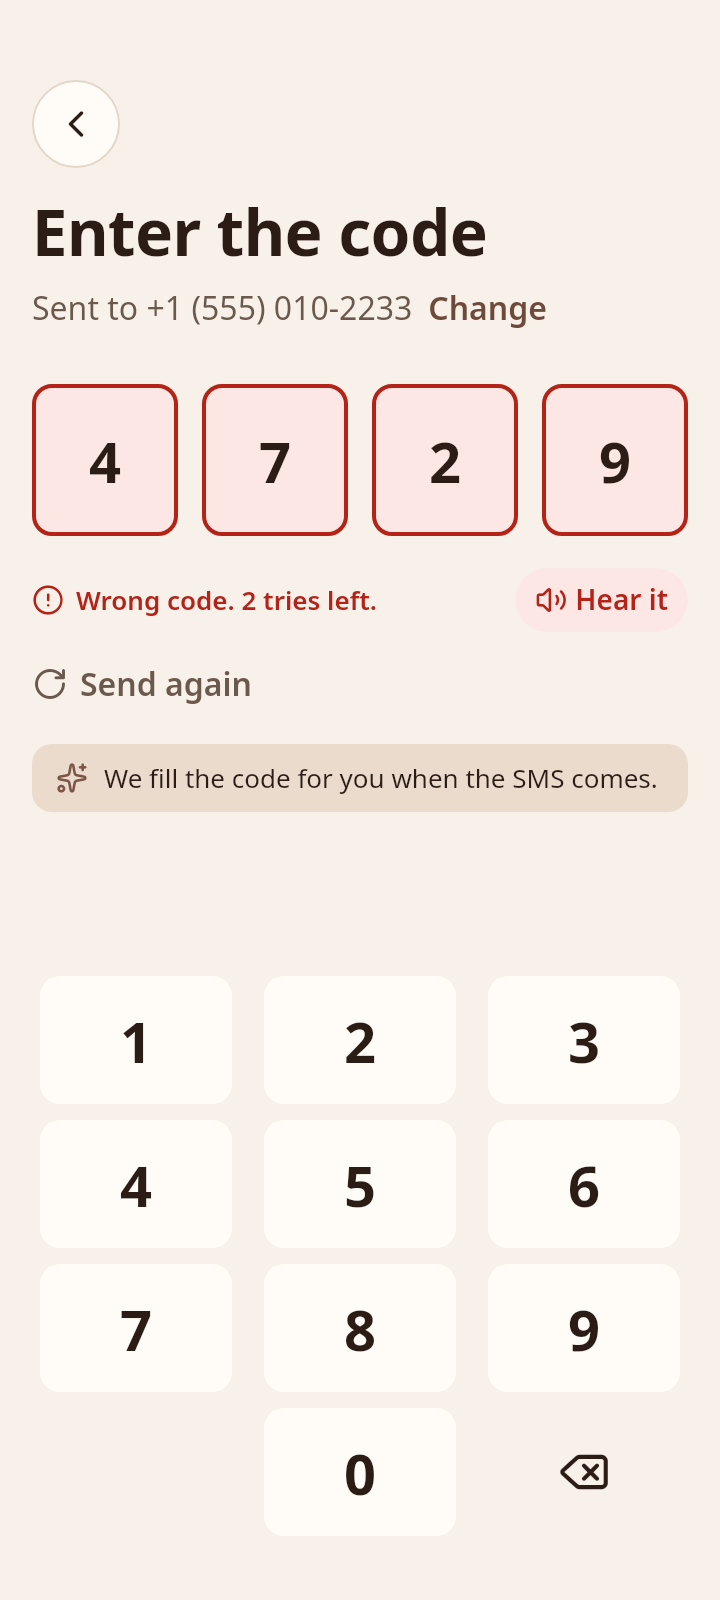 Enter the code
Sent to +1 (555) 010-2233 Change
4 7 2 9
Wrong code. 2 tries left. Hear it
Send again
We fill the code for you when the SMS comes.
1 2 3
4 5 6
7 8 9
0